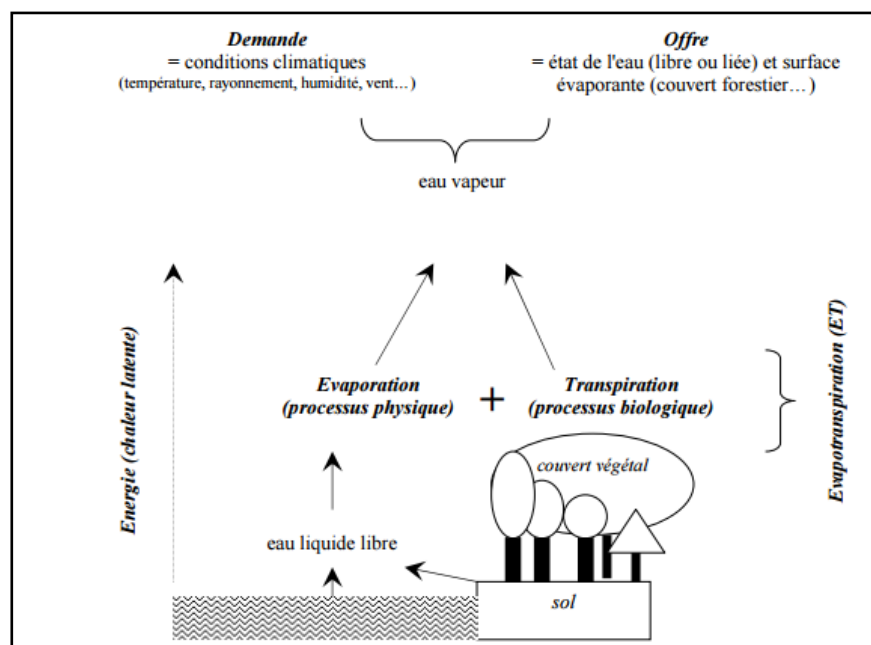 Demande
= conditions climatiques
(température, rayonnement, humidité, vent…)
Offre
= état de l'eau (libre ou liée) et surface
évaporante (couvert forestier…)
eau vapeur
Energie (chaleur latente)
Evaporation
(processus physique)
+
Transpiration
(processus biologique)
Evapotranspiration (ET)
couvert végétal
eau liquide libre
sol